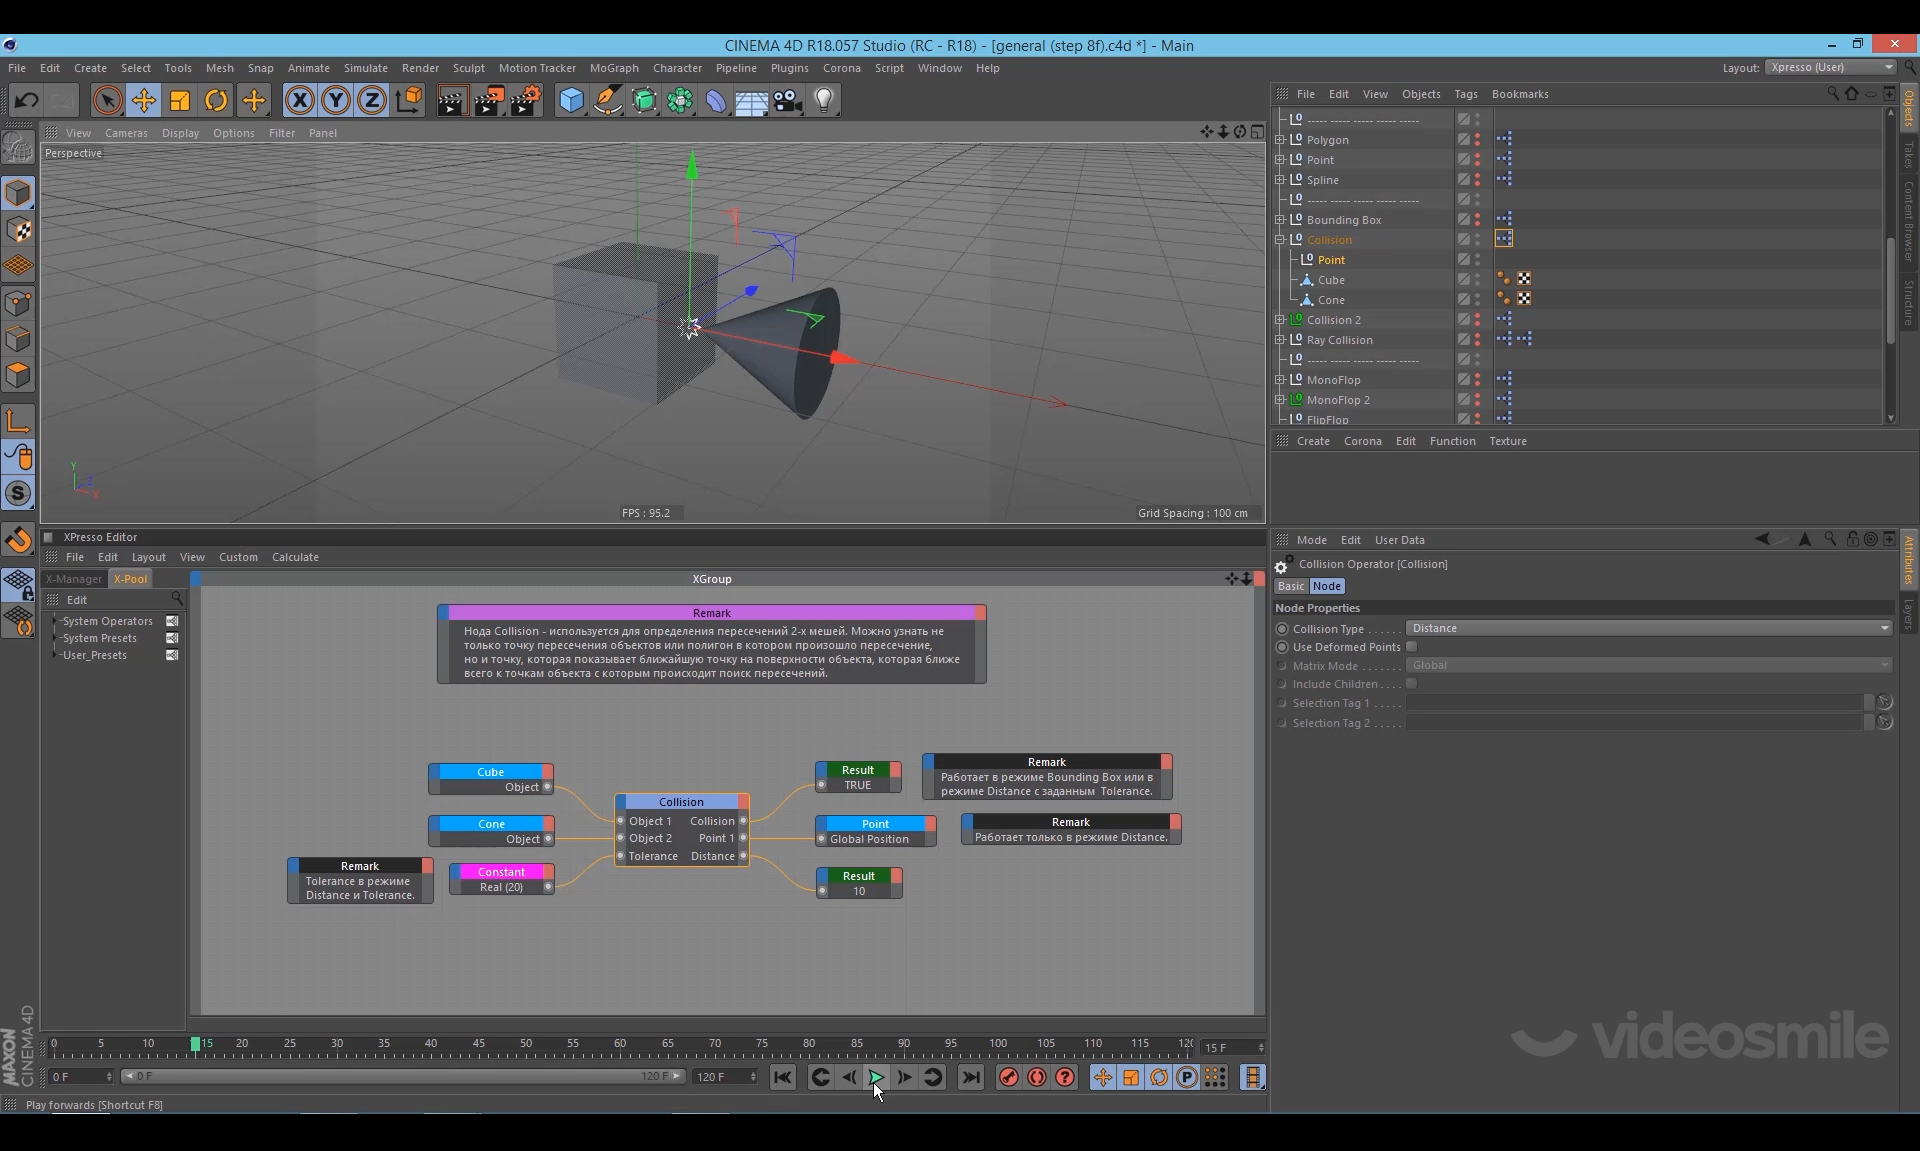 CINEMA 4D R18.057 Studio (RC - R18) - [general (step 8f).c4d *] - Main
File Edit Create Select Tools Mesh Snap Animate Simulate Render Sculpt Motion Tracker MoGraph Character Pipeline Plugins Corona Script Window Help
Layout: Xpresso (User)
View Cameras Display Options Filter Panel
Perspective
Y
Z
X
FPS : 95.2
Grid Spacing : 100 cm
File Edit View Objects Tags Bookmarks
----- ----- ----- ----- -----
Polygon
Point
Spline
----- ----- ----- ----- -----
Bounding Box
Collision
Point
Cube
Cone
Collision 2
Ray Collision
----- ----- ----- ----- -----
MonoFlop
MonoFlop 2
FlipFlop
Objects
Takes
Content Browser
Structure
Create Corona Edit Function Texture
Mode Edit User Data
Collision Operator [Collision]
Basic Node
Node Properties
Collision Type . . . . . . Distance
Use Deformed Points
Matrix Mode . . . . . . . Global
Include Children . . . .
Selection Tag 1 . . . . .
Selection Tag 2 . . . . .
Attributes
Layers
XPresso Editor
File Edit Layout View Custom Calculate
X-Manager X-Pool
Edit
System Operators
System Presets
User_Presets
XGroup
Remark
Нода Collision - используется для определения пересечений 2-х мешей. Можно узнать не
только точку пересечения объектов или полигон в котором произошло пересечение,
но и точку, которая показывает ближайшую точку на поверхности объекта, которая ближе
всего к точкам объекта с которым происходит поиск пересечений.
Cube
Object
Cone
Object
Remark
Tolerance в режиме
Distance и Tolerance.
Constant
Real (20)
Collision
Object 1 Collision
Object 2 Point 1
Tolerance Distance
Result
TRUE
Remark
Работает в режиме Bounding Box или в
режиме Distance с заданным Tolerance.
Point
Global Position
Remark
Работает только в режиме Distance.
Result
10
0 5 10 15 20 25 30 35 40 45 50 55 60 65 70 75 80 85 90 95 100 105 110 115 120
15 F
0 F
0 F
120 F
120 F
Play forwards [Shortcut F8]
MAXON
CINEMA 4D
videosmile